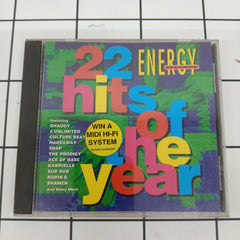 22 ENERGY
hits
of
the
year
featuring
SHAGGY
2 UNLIMITED
CULTURE BEAT
HADDAWAY
SNAP
THE PRODIGY
ACE OF BASE
GABRIELLE
SUB SUB
ROBIN S
SHAMEN
And Many More
WIN A
MIDI HI-FI
SYSTEM